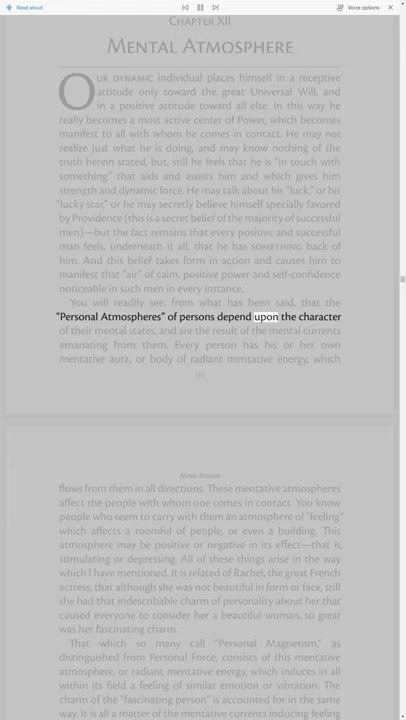 Read aloud
Voice options
CHAPTER XII
MENTAL ATMOSPHERE
OUR DYNAMIC individual places himself in a receptive
attitude only toward the great Universal Will, and
in a positive attitude toward all else. In this way he
really becomes a most active center of Power, which becomes
manifest to all with whom he comes in contact. He may not
realize just what he is doing, and may know nothing of the
truth herein stated, but, still he feels that he is "in touch with
something" that aids and assists him and which gives him
strength and dynamic force. He may talk about his "luck," or his
"lucky star," or he may secretly believe himself specially favored
by Providence (this is a secret belief of the majority of successful
men)—but the fact remains that every positive and successful
man feels, underneath it all, that he has SOMETHING back of
him. And this belief takes form in action and causes him to
manifest that "air" of calm, positive power and self-confidence
noticeable in such men in every instance.
You will readily see, from what has been said, that the
"Personal Atmospheres" of persons depend upon the character
of their mental states, and are the result of the mental currents
emanating from them. Every person has his or her own
mentative aura, or body of radiant mentative energy, which
MIND-POWER
flows from them in all directions. These mentative atmospheres
affect the people with whom one comes in contact. You know
people who seem to carry with them an atmosphere of "feeling"
which affects a roomful of people, or even a building. This
atmosphere may be positive or negative in its effect—that is,
stimulating or depressing. All of these things arise in the way
which I have mentioned. It is related of Rachel, the great French
actress, that although she was not beautiful in form or face, still
she had that indescribable charm of personality about her that
caused everyone to consider her a beautiful woman, so great
was her fascinating charm.
That which so many call "Personal Magnetism," as
distinguished from Personal Force, consists of this mentative
atmosphere, or radiant mentative energy, which induces in all
within its field a feeling of similar emotion or vibration. The
charm of the "fascinating person" is accounted for in the same
way. It is all a matter of the mentative currents inducing feeling